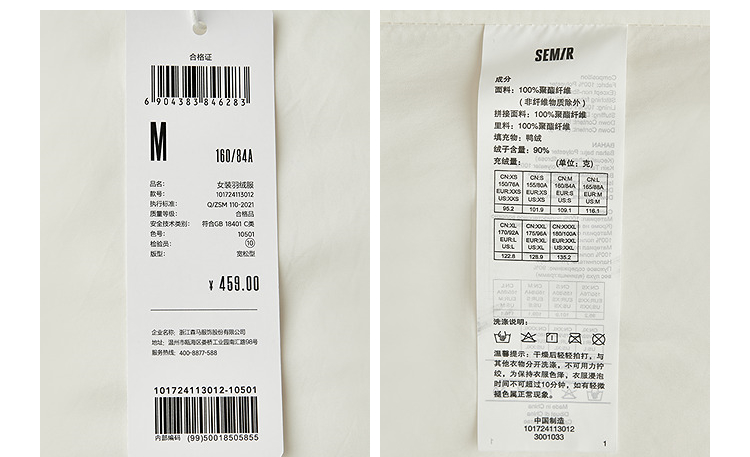 合格证
6 904383 846283
M
160/84A
品名: 女装羽绒服
款号: 101724113012
执行标准: Q/ZSM 110-2021
质量等级: 合格品
安全技术类别: 符合GB 18401 C类
色号: 10501
检验员: 10
版型: 宽松型
¥ 459.00
企业名称: 浙江森马服饰股份有限公司
地址: 温州市瓯海区娄桥工业园南汇路98号
服务热线: 400-8877-588
101724113012-10501
内部编码 (99)50018505855
SEMIR
成分
面料: 100%聚酯纤维
(非纤维物质除外)
拼接面料: 100%聚酯纤维
里料: 100%聚酯纤维
填充物: 鸭绒
绒子含量: 90%
充绒量: (单位: 克)
CN:XS CN:S CN:M CN:L
150/76A 155/80A 160/84A 165/88A
EUR:XXS EUR:XS EUR:S EUR:M
US:XXS US:XS US:S US:M
95.2 101.9 109.1 116.1
CN:XL CN:XXL CN:XXXL
170/92A 175/96A 180/100A
EUR:L EUR:XL EUR:XXL
US:L US:XL US:XXL
122.8 128.9 135.2
洗涤说明:
温馨提示: 干燥后轻轻拍打, 与
其他衣物分开洗涤, 不可用力拧
绞, 为保持衣服色泽, 衣服浸泡
时间不可超过10分钟, 如有轻微
褪色属正常现象。
中国制造
101724113012
3001033
1
1